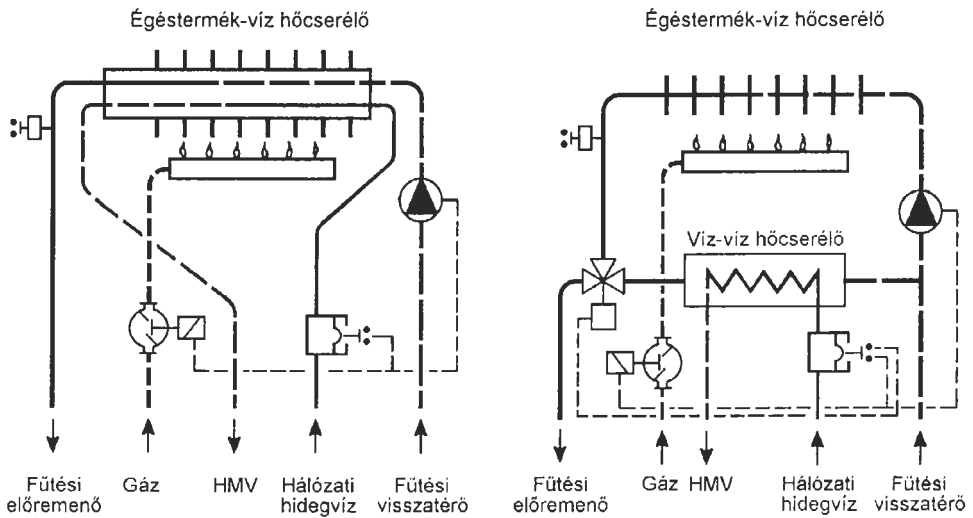 Égéstermék-víz hőcserélő
Fűtési
előremenő
Gáz
HMV
Hálózati
hidegvíz
Fűtési
visszatérő
Égéstermék-víz hőcserélő
Víz-víz hőcserélő
Fűtési
előremenő
Gáz
HMV
Hálózati
hidegvíz
Fűtési
visszatérő